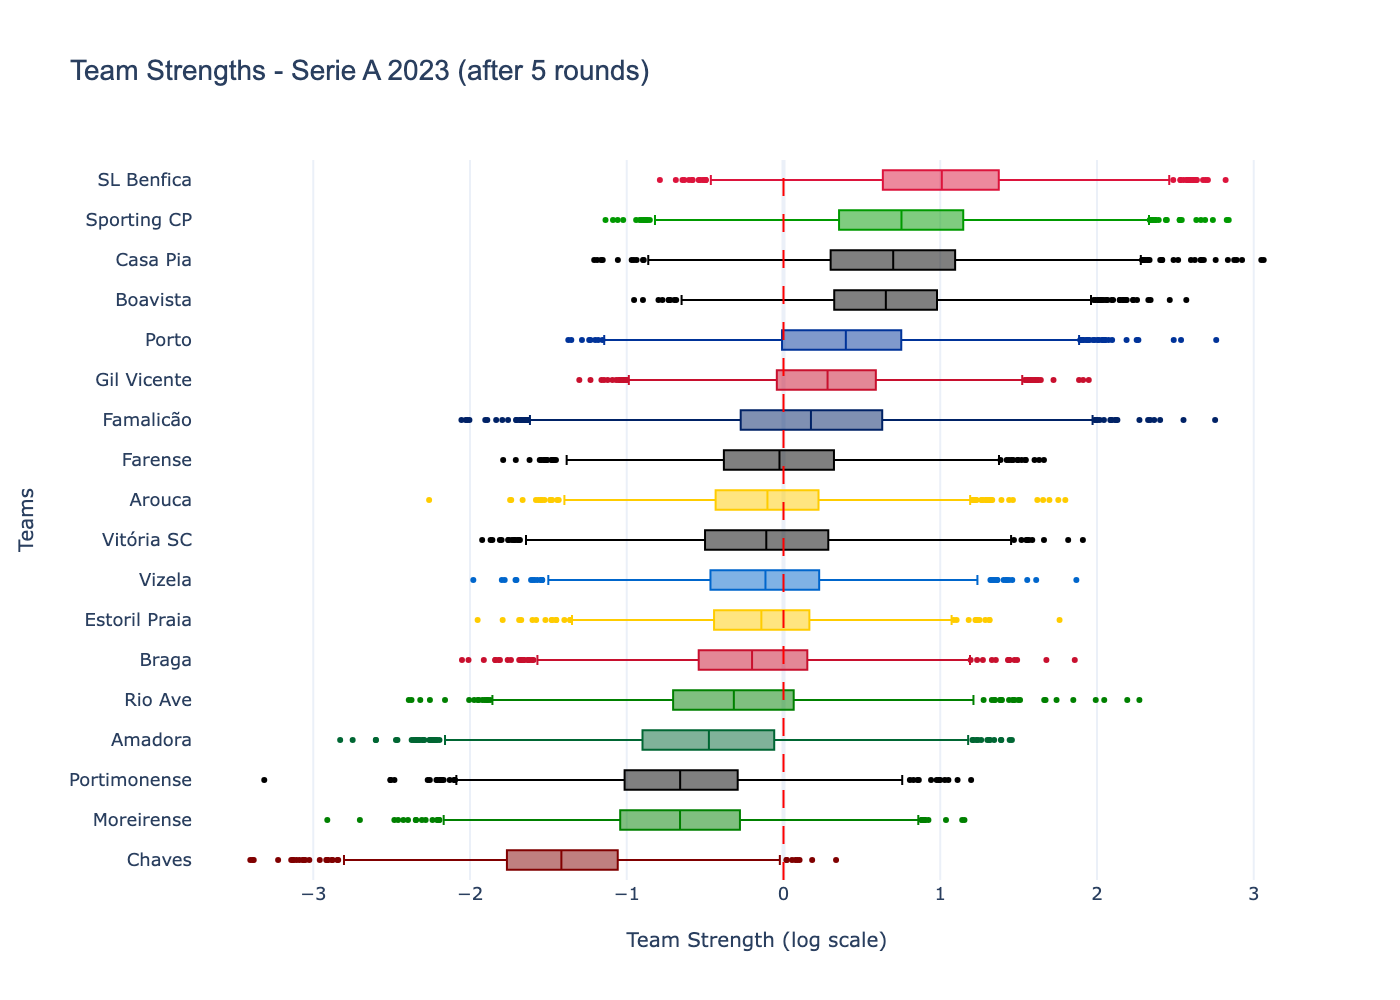 Team Strengths - Serie A 2023 (after 5 rounds)
Teams
SL Benfica
Sporting CP
Casa Pia
Boavista
Porto
Gil Vicente
Famalicão
Farense
Arouca
Vitória SC
Vizela
Estoril Praia
Braga
Rio Ave
Amadora
Portimonense
Moreirense
Chaves
−3 −2 −1 0 1 2 3
Team Strength (log scale)